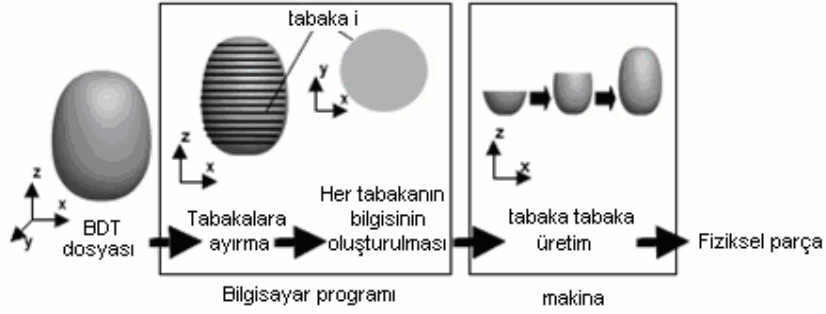 tabaka i
y
x
z
x
z
x
z
x
y
BDT
dosyası
Tabakalara
ayırma
Her tabakanın
bilgisinin
oluşturulması
tabaka tabaka
üretim
Fiziksel parça
Bilgisayar programı
makina